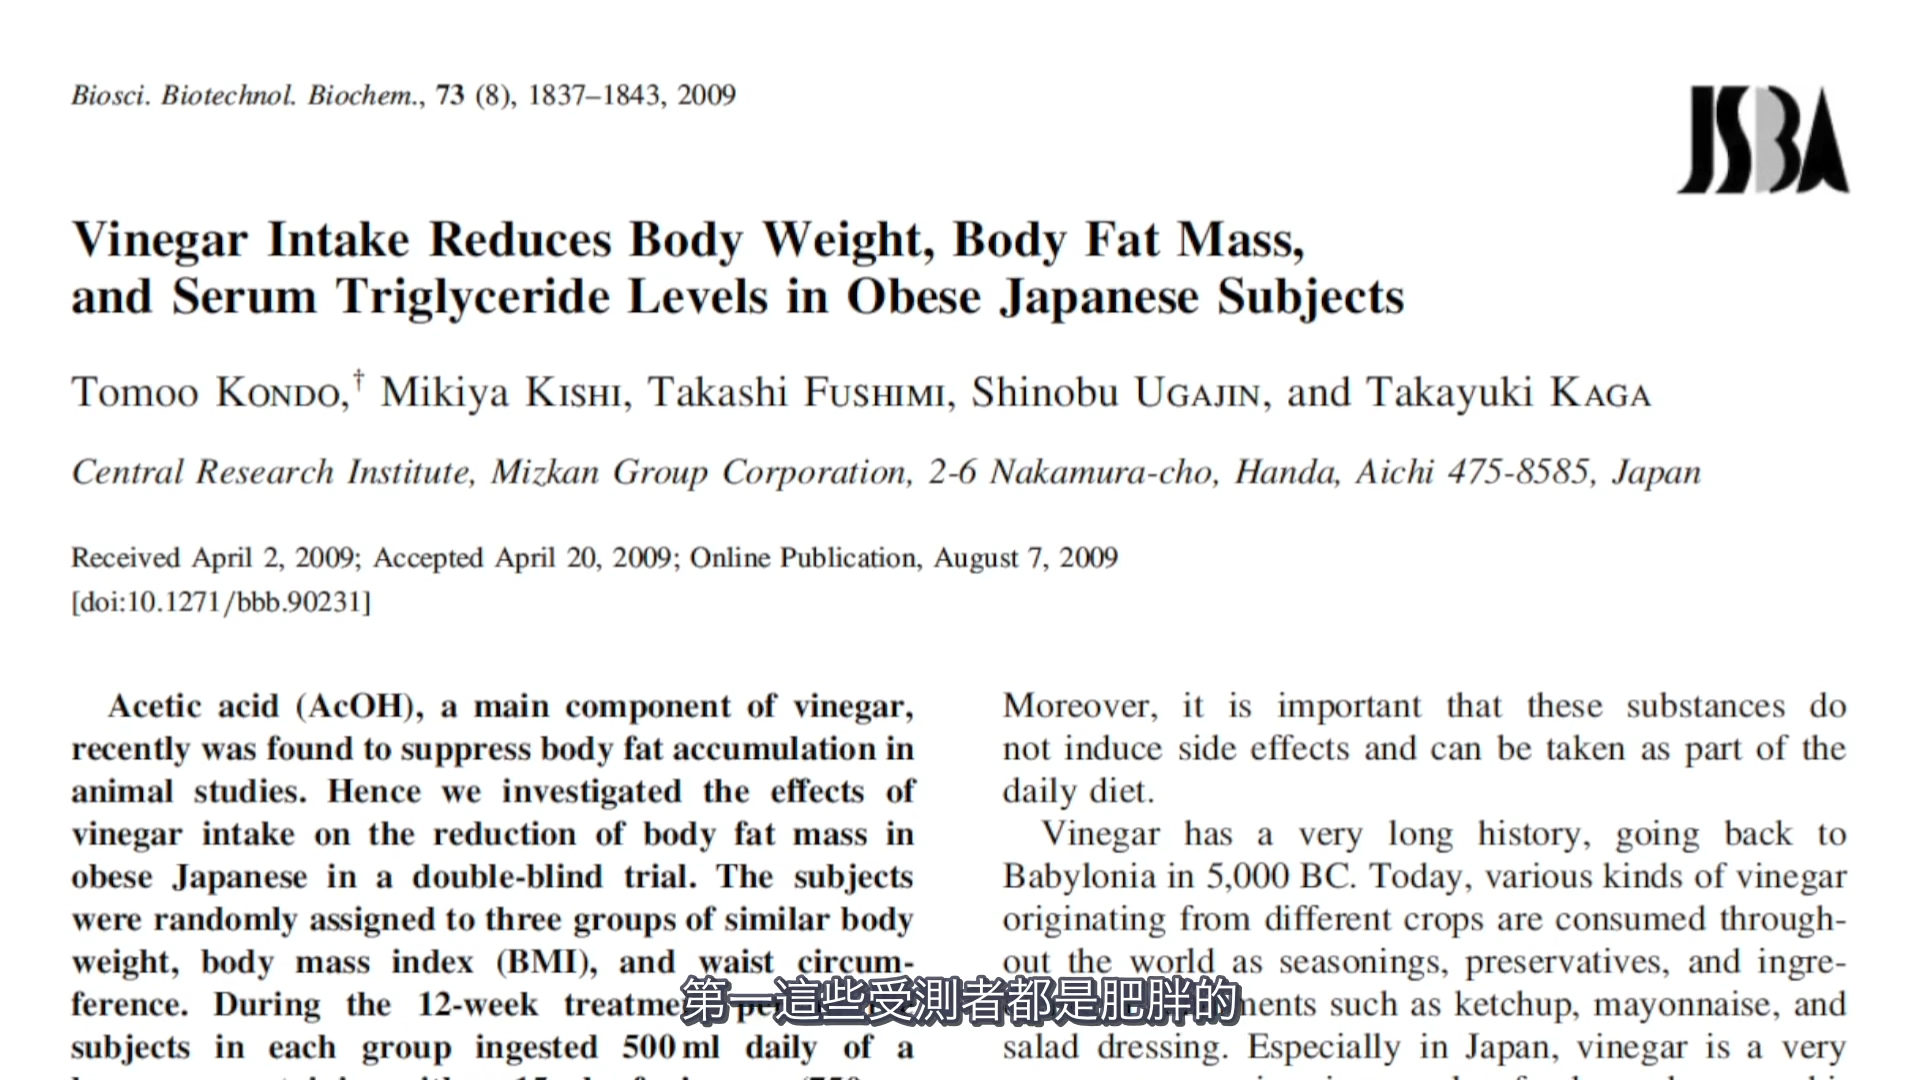 Biosci. Biotechnol. Biochem., 73 (8), 1837–1843, 2009
JSBA
Vinegar Intake Reduces Body Weight, Body Fat Mass,
and Serum Triglyceride Levels in Obese Japanese Subjects
Tomoo KONDO,† Mikiya KISHI, Takashi FUSHIMI, Shinobu UGAJIN, and Takayuki KAGA
Central Research Institute, Mizkan Group Corporation, 2-6 Nakamura-cho, Handa, Aichi 475-8585, Japan
Received April 2, 2009; Accepted April 20, 2009; Online Publication, August 7, 2009
[doi:10.1271/bbb.90231]
Acetic acid (AcOH), a main component of vinegar,
recently was found to suppress body fat accumulation in
animal studies. Hence we investigated the effects of
vinegar intake on the reduction of body fat mass in
obese Japanese in a double-blind trial. The subjects
were randomly assigned to three groups of similar body
weight, body mass index (BMI), and waist circum-
ference. During the 12-week
subjects in each group ingested 500 ml daily of a
Moreover, it is important that these substances do
not induce side effects and can be taken as part of the
daily diet.
Vinegar has a very long history, going back to
Babylonia in 5,000 BC. Today, various kinds of vinegar
originating from different crops are consumed through-
out the world as seasonings, preservatives, and ingre-
such as ketchup, mayonnaise, and
salad dressing. Especially in Japan, vinegar is a very
第一這些受測者都是肥胖的